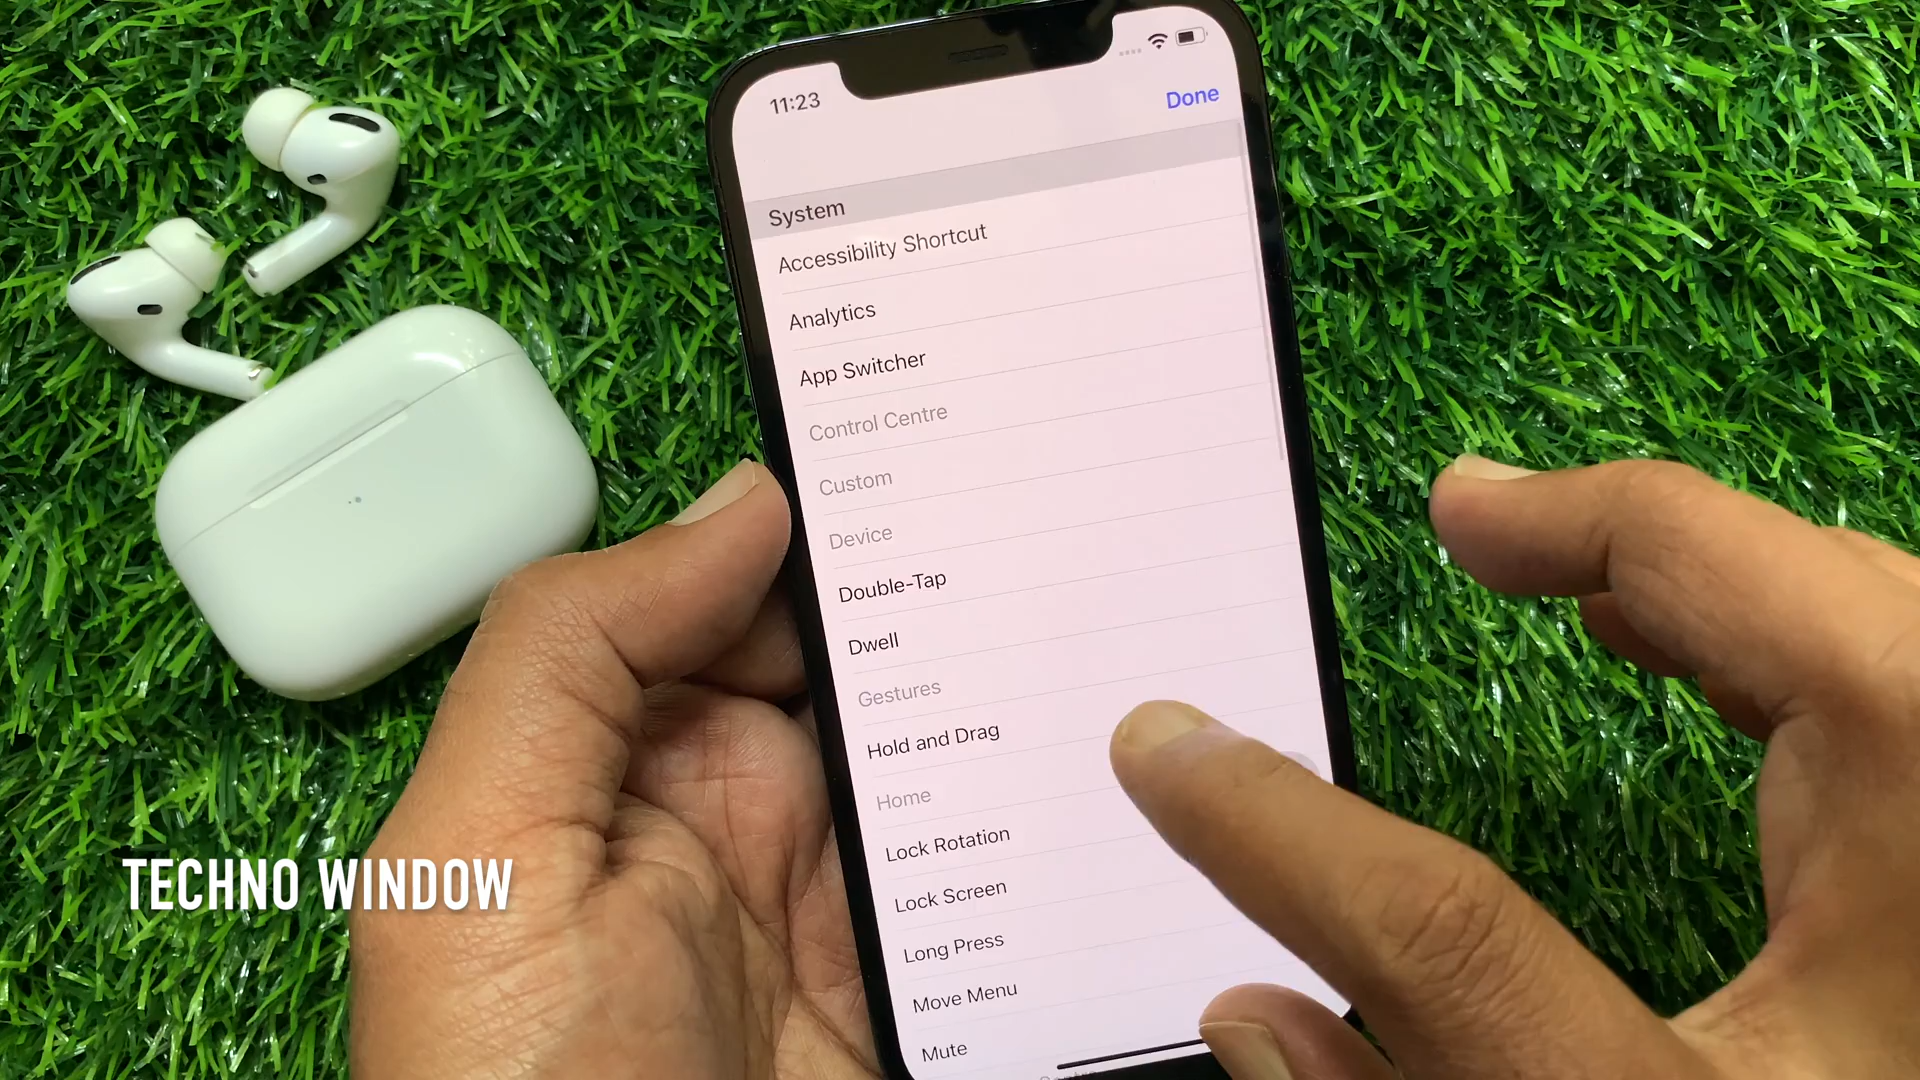 11:23
Done
System
Accessibility Shortcut
Analytics
App Switcher
Control Centre
Custom
Device
Double-Tap
Dwell
Gestures
Hold and Drag
Home
Lock Rotation
Lock Screen
Long Press
Move Menu
Mute
TECHNO WINDOW